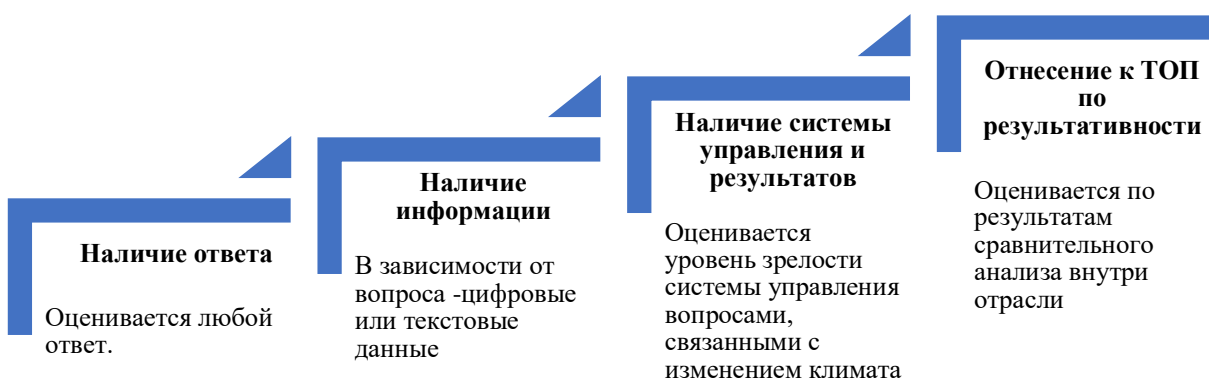 Наличие ответа
Оценивается любой
ответ.
Наличие
информации
В зависимости от
вопроса -цифровые
или текстовые
данные
Наличие системы
управления и
результатов
Оценивается
уровень зрелости
системы управления
вопросами,
связанными с
изменением климата
Отнесение к ТОП
по
результативности
Оценивается по
результатам
сравнительного
анализа внутри
отрасли